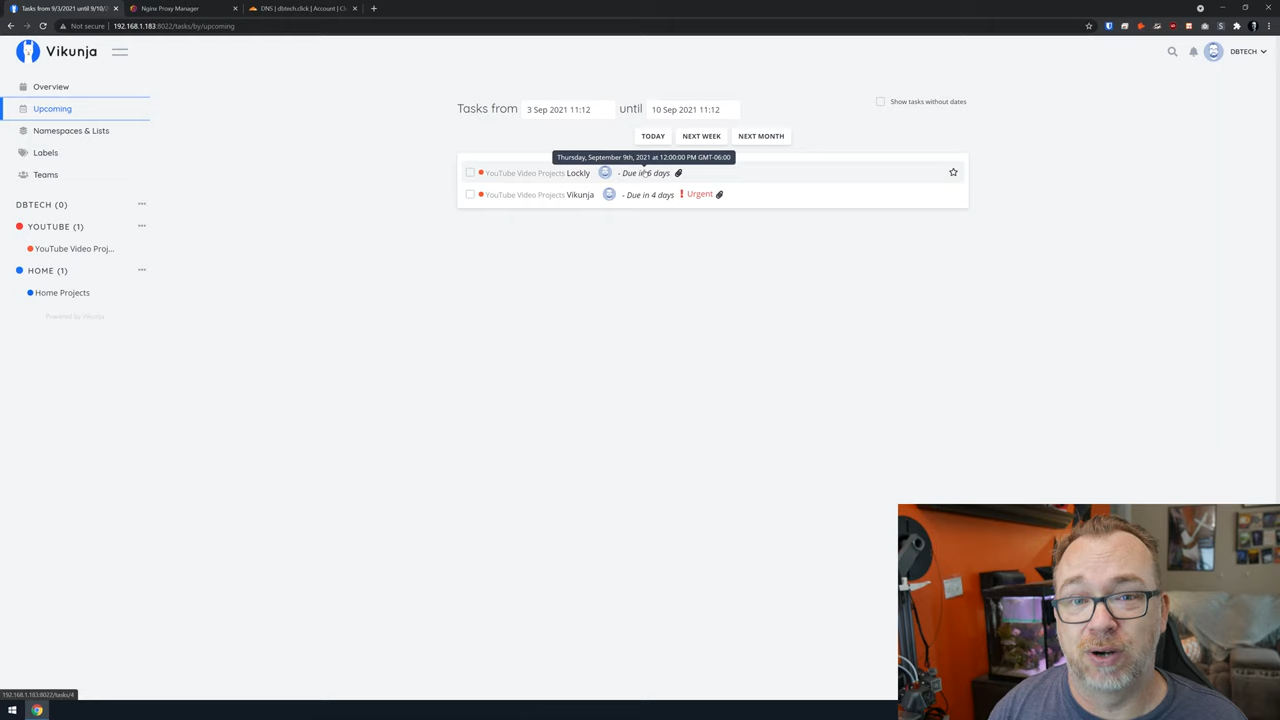 Tasks from 9/3/2021 until 9/10/2
Nginx Proxy Manager
DNS | dbtech.click | Account | Cl
Not secure
192.168.1.183:8022/tasks/by/upcoming
Vikunja
DBTECH
Overview
Upcoming
Namespaces & Lists
Labels
Teams
DBTECH (0)
YOUTUBE (1)
YouTube Video Proj...
HOME (1)
Home Projects
Powered by Vikunja
Tasks from 3 Sep 2021 11:12 until 10 Sep 2021 11:12
Show tasks without dates
TODAY NEXT WEEK NEXT MONTH
Thursday, September 9th, 2021 at 12:00:00 PM GMT-06:00
YouTube Video Projects Lockly - Due in 6 days
YouTube Video Projects Vikunja - Due in 4 days Urgent
192.168.1.183:8022/tasks/4